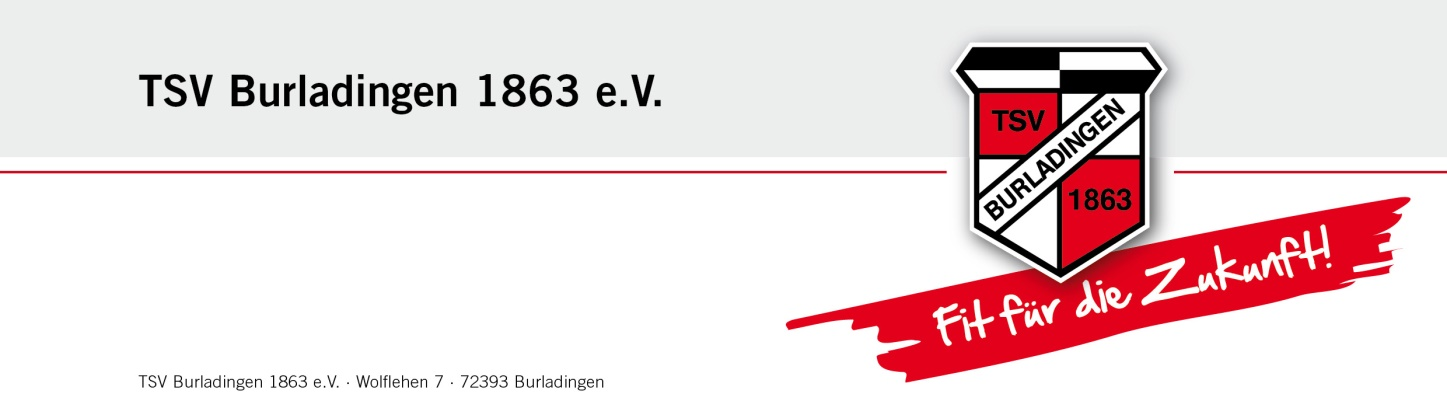 TSV Burladingen 1863 e.V.
TSV
BURLADINGEN
1863
Fit für die Zukunft!
TSV Burladingen 1863 e.V. · Wolflehen 7 · 72393 Burladingen